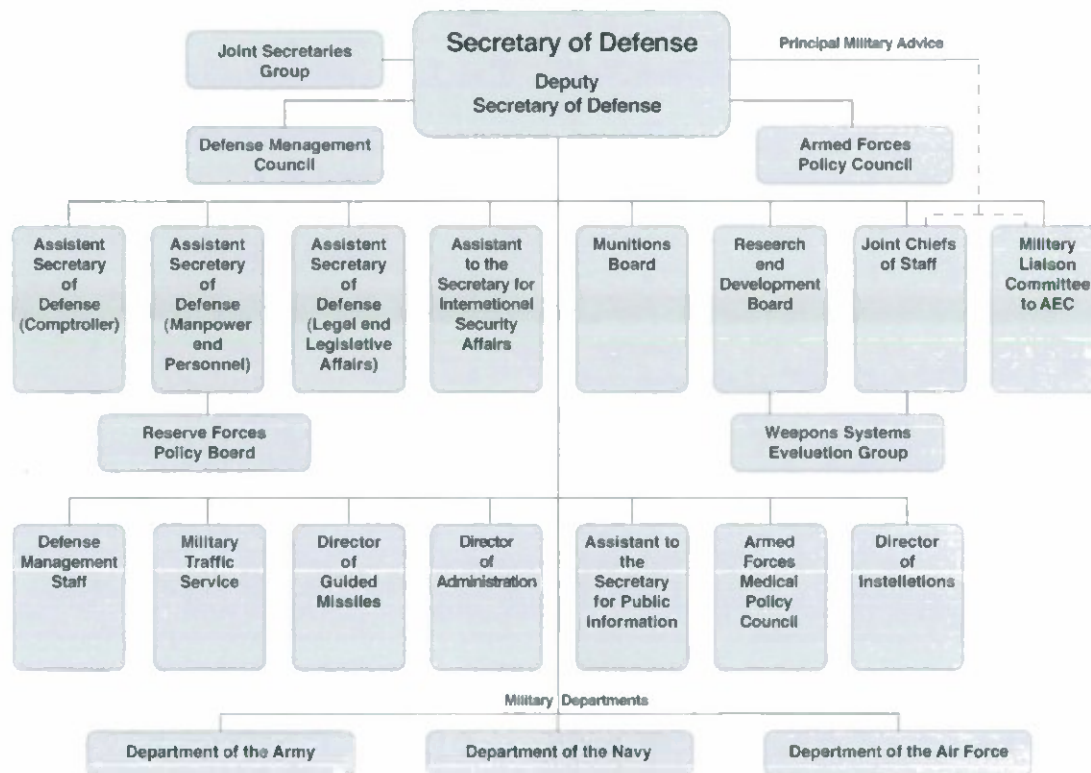 Secretary of Defense
Deputy
Secretary of Defense
Joint Secretaries
Group
Principal Military Advice
Defense Menagement
Council
Armed Forces
Policy Council
Assistent
Secretary
of
Defense
(Comptroller)
Assistent
Secretery
of
Defense
(Manpower
end
Personnel)
Assistent
Secretary
of
Defense
(Legel end
Legisletive
Affairs)
Assistant
to the
Secretary for
Internetionel
Security
Affairs
Munitions
Board
Research
end
Development
Board
Joint Chiefs
of Staff
Military
Liaison
Committee
to AEC
Reserve Forces
Policy Board
Weapons Systems
Eveluetion Group
Defense
Management
Staff
Military
Traffic
Service
Director
of
Guided
Missiles
Director
of
Administration
Assistant to
the
Secretary
for Public
Information
Armed
Forces
Medical
Policy
Council
Director
of
Instelletions
Military Departments
Department of the Army
Department of the Navy
Depertment of the Air Force